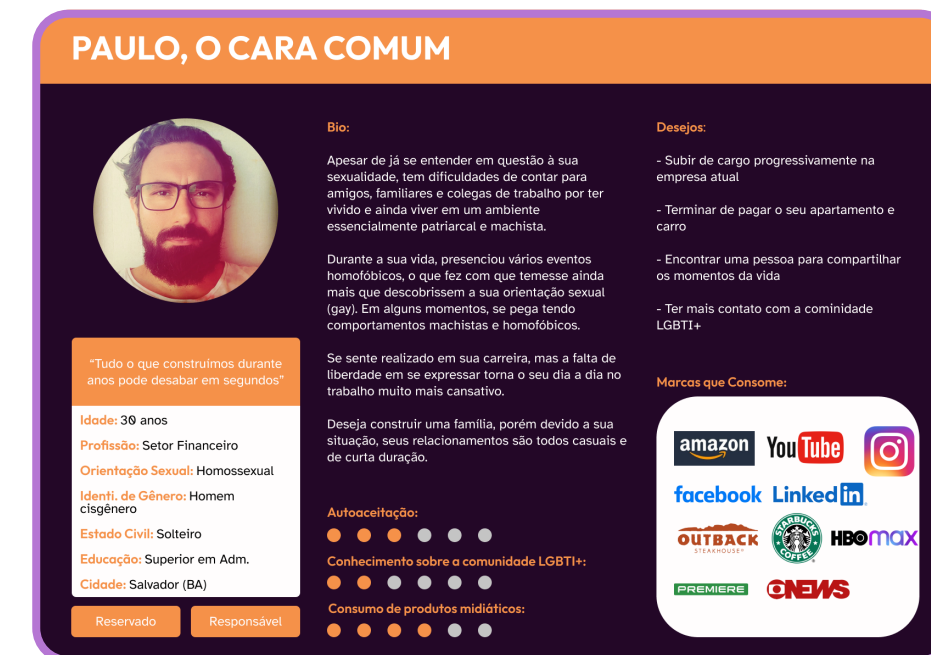 PAULO, O CARA COMUM
“Tudo o que construímos durante
anos pode desabar em segundos”
Idade: 30 anos
Profissão: Setor Financeiro
Orientação Sexual: Homossexual
Identi. de Gênero: Homem
cisgênero
Estado Civil: Solteiro
Educação: Superior em Adm.
Cidade: Salvador (BA)
Reservado
Responsável
Bio:
Apesar de já se entender em questão à sua
sexualidade, tem dificuldades de contar para
amigos, familiares e colegas de trabalho por ter
vivido e ainda viver em um ambiente
essencialmente patriarcal e machista.
Durante a sua vida, presenciou vários eventos
homofóbicos, o que fez com que temesse ainda
mais que descobrissem a sua orientação sexual
(gay). Em alguns momentos, se pega tendo
comportamentos machistas e homofóbicos.
Se sente realizado em sua carreira, mas a falta de
liberdade em se expressar torna o seu dia a dia no
trabalho muito mais cansativo.
Deseja construir uma família, porém devido a sua
situação, seus relacionamentos são todos casuais e
de curta duração.
Autoaceitação:
Conhecimento sobre a comunidade LGBTI+:
Consumo de produtos midiáticos:
Desejos:
- Subir de cargo progressivamente na
empresa atual
- Terminar de pagar o seu apartamento e
carro
- Encontrar uma pessoa para compartilhar
os momentos da vida
- Ter mais contato com a cominidade
LGBTI+
Marcas que Consome:
amazon
YouTube
facebook
Linked in
OUTBACK
STEAKHOUSE
STARBUCKS
COFFEE
HBOmax
PREMIERE
GNEWS